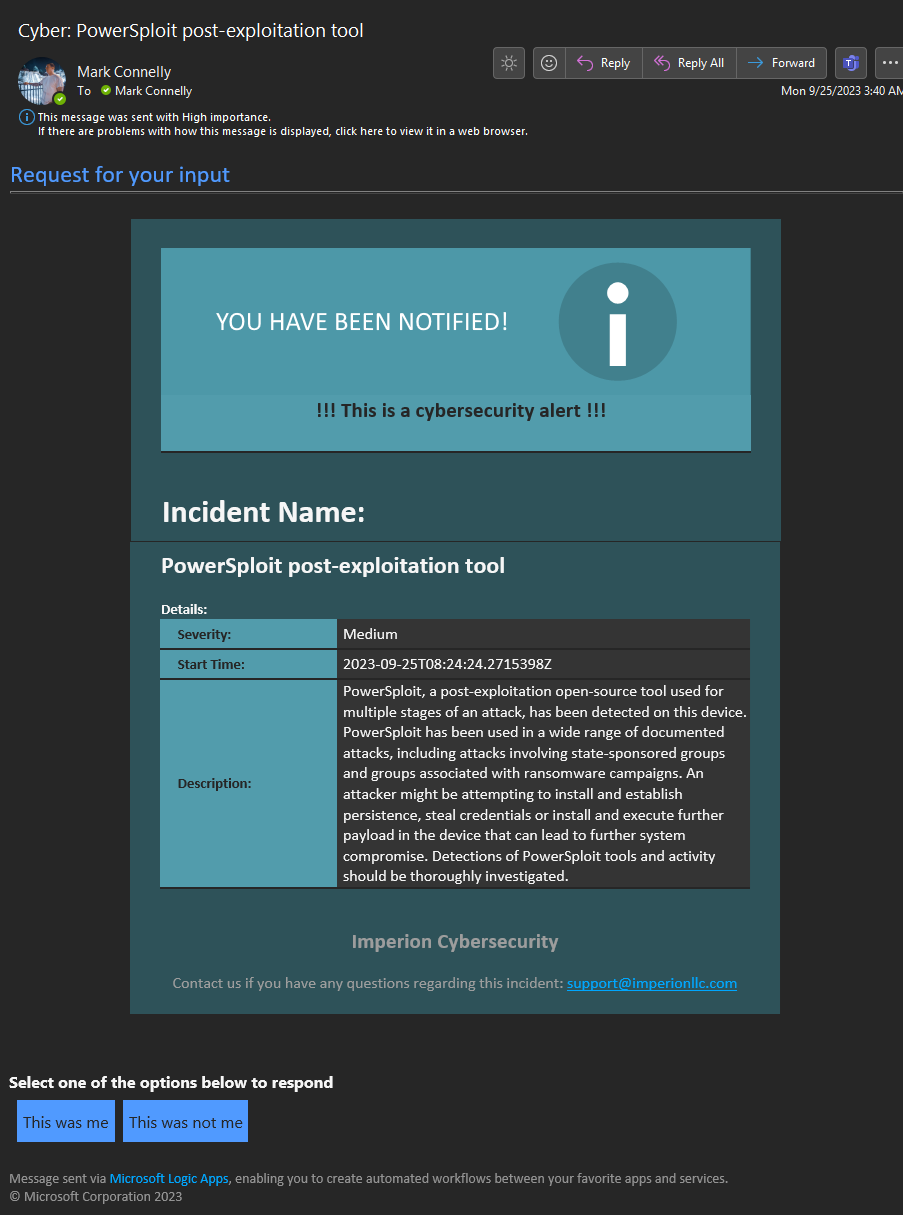 Cyber: PowerSploit post-exploitation tool
Mark Connelly
To Mark Connelly
Reply
Reply All
Forward
Mon 9/25/2023 3:40 AM
This message was sent with High importance.
If there are problems with how this message is displayed, click here to view it in a web browser.
Request for your input
YOU HAVE BEEN NOTIFIED!
!!! This is a cybersecurity alert !!!
Incident Name:
PowerSploit post-exploitation tool
Details:
Severity: Medium
Start Time: 2023-09-25T08:24:24.2715398Z
Description:
PowerSploit, a post-exploitation open-source tool used for
multiple stages of an attack, has been detected on this device.
PowerSploit has been used in a wide range of documented
attacks, including attacks involving state-sponsored groups
and groups associated with ransomware campaigns. An
attacker might be attempting to install and establish
persistence, steal credentials or install and execute further
payload in the device that can lead to further system
compromise. Detections of PowerSploit tools and activity
should be thoroughly investigated.
Imperion Cybersecurity
Contact us if you have any questions regarding this incident: support@imperionllc.com
Select one of the options below to respond
This was me
This was not me
Message sent via Microsoft Logic Apps, enabling you to create automated workflows between your favorite apps and services.
© Microsoft Corporation 2023